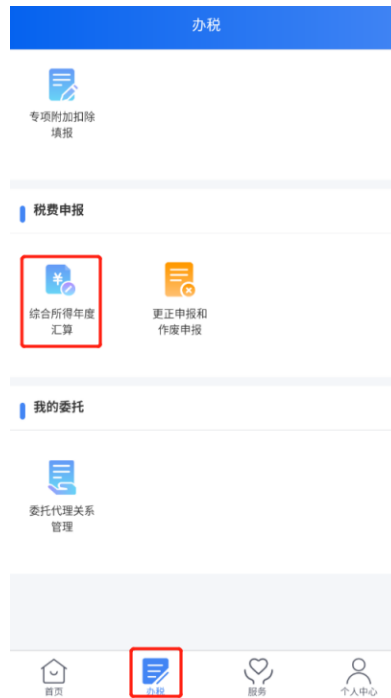 办税
专项附加扣除
填报
税费申报
综合所得年度
汇算
更正申报和
作废申报
我的委托
委托代理关系
管理
首页
办税
服务
个人中心